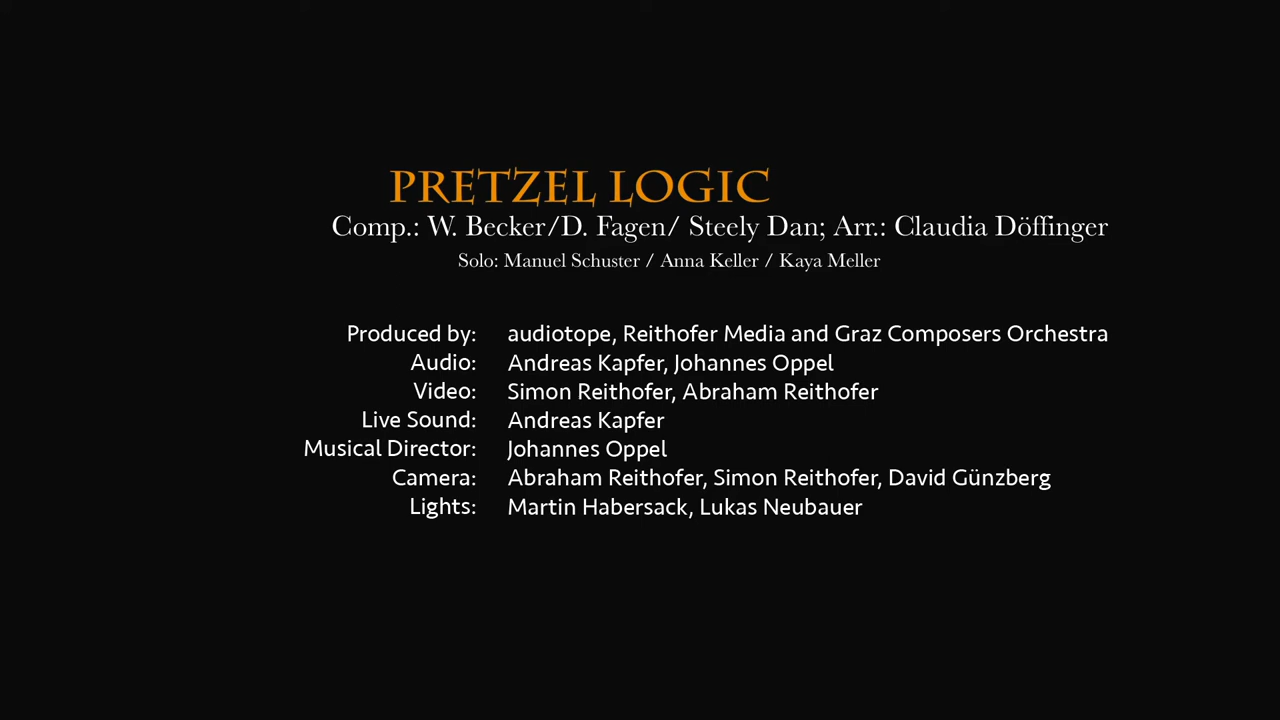 PRETZEL LOGIC
Comp.: W. Becker/D. Fagen/ Steely Dan; Arr.: Claudia Döffinger
Solo: Manuel Schuster / Anna Keller / Kaya Meller
Produced by: audiotope, Reithofer Media and Graz Composers Orchestra
Audio: Andreas Kapfer, Johannes Oppel
Video: Simon Reithofer, Abraham Reithofer
Live Sound: Andreas Kapfer
Musical Director: Johannes Oppel
Camera: Abraham Reithofer, Simon Reithofer, David Günzberg
Lights: Martin Habersack, Lukas Neubauer